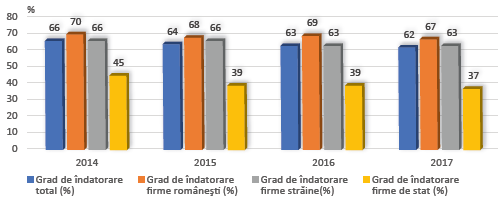 %
80
70
60
50
40
30
20
10
0
66 70 66 45
64 68 66 39
63 69 63 39
62 67 63 37
2014 2015 2016 2017
Grad de îndatorare total (%)
Grad de îndatorare firme românești (%)
Grad de îndatorare firme străine(%)
Grad de îndatorare firme de stat (%)